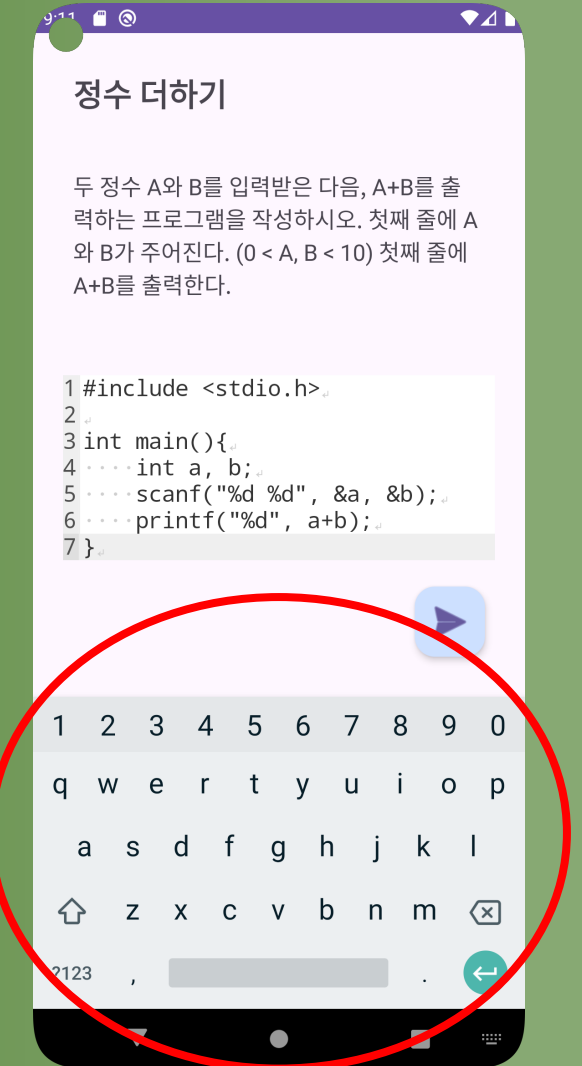 9:11
정수 더하기
두 정수 A와 B를 입력받은 다음, A+B를 출
력하는 프로그램을 작성하시오. 첫째 줄에 A
와 B가 주어진다. (0 < A, B < 10) 첫째 줄에
A+B를 출력한다.
1 #include <stdio.h>
2
3 int main(){
4     int a, b;
5     scanf("%d %d", &a, &b);
6     printf("%d", a+b);
7 }
1 2 3 4 5 6 7 8 9 0
q w e r t y u i o p
a s d f g h j k l
z x c v b n m
?123 , .